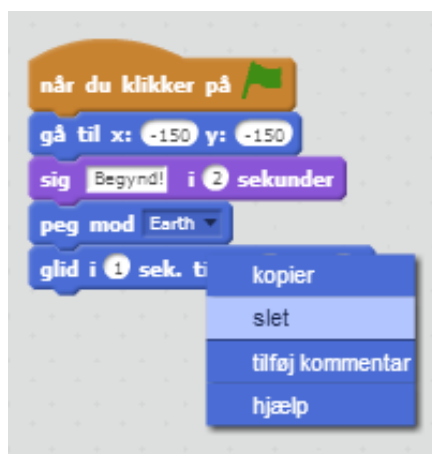 når du klikker på
gå til x: -150 y: -150
sig Begynd! i 2 sekunder
peg mod Earth
glid i 1 sek. ti
kopier
slet
tilføj kommentar
hjælp